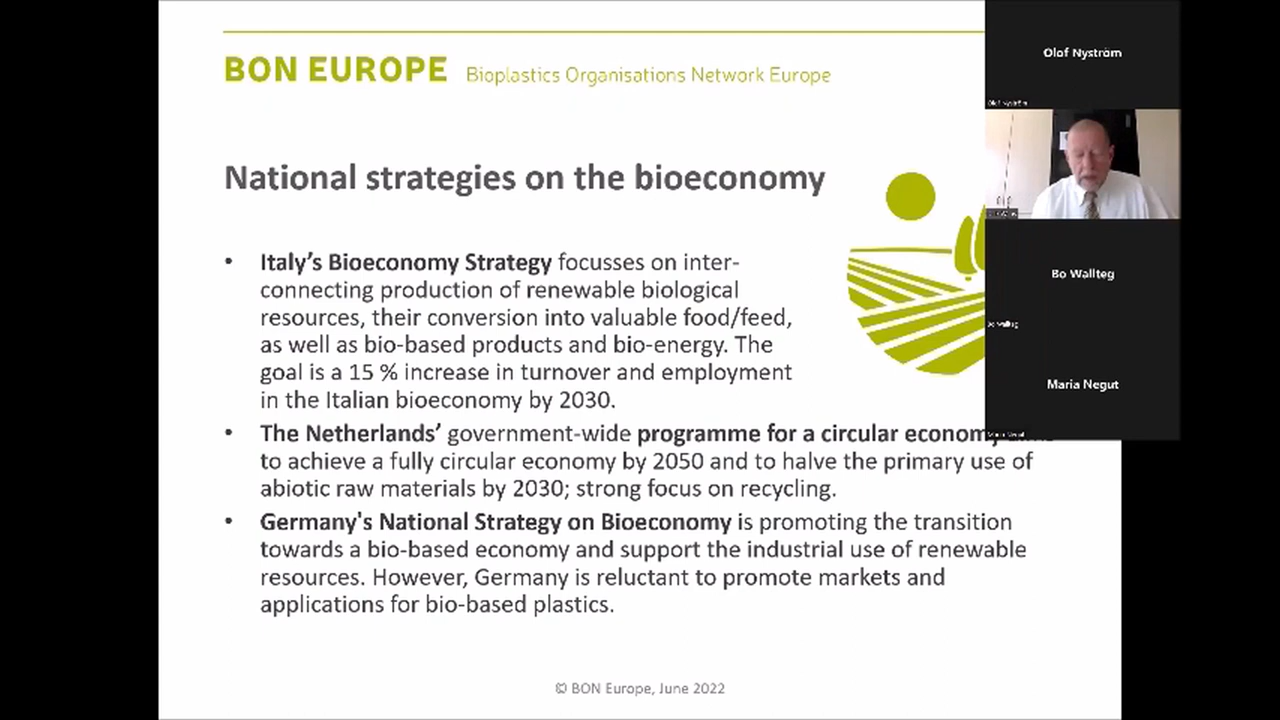 BON EUROPE Bioplastics Organisations Network Europe
National strategies on the bioeconomy
• Italy’s Bioeconomy Strategy focusses on inter-
connecting production of renewable biological
resources, their conversion into valuable food/feed,
as well as bio-based products and bio-energy. The
goal is a 15 % increase in turnover and employment
in the Italian bioeconomy by 2030.
• The Netherlands’ government-wide programme for a circular economy
to achieve a fully circular economy by 2050 and to halve the primary use of
abiotic raw materials by 2030; strong focus on recycling.
• Germany's National Strategy on Bioeconomy is promoting the transition
towards a bio-based economy and support the industrial use of renewable
resources. However, Germany is reluctant to promote markets and
applications for bio-based plastics.
© BON Europe, June 2022
Olof Nyström
Olof Nyström
Bo Wallteg
Bo Wallteg
Maria Negut
Maria Negut